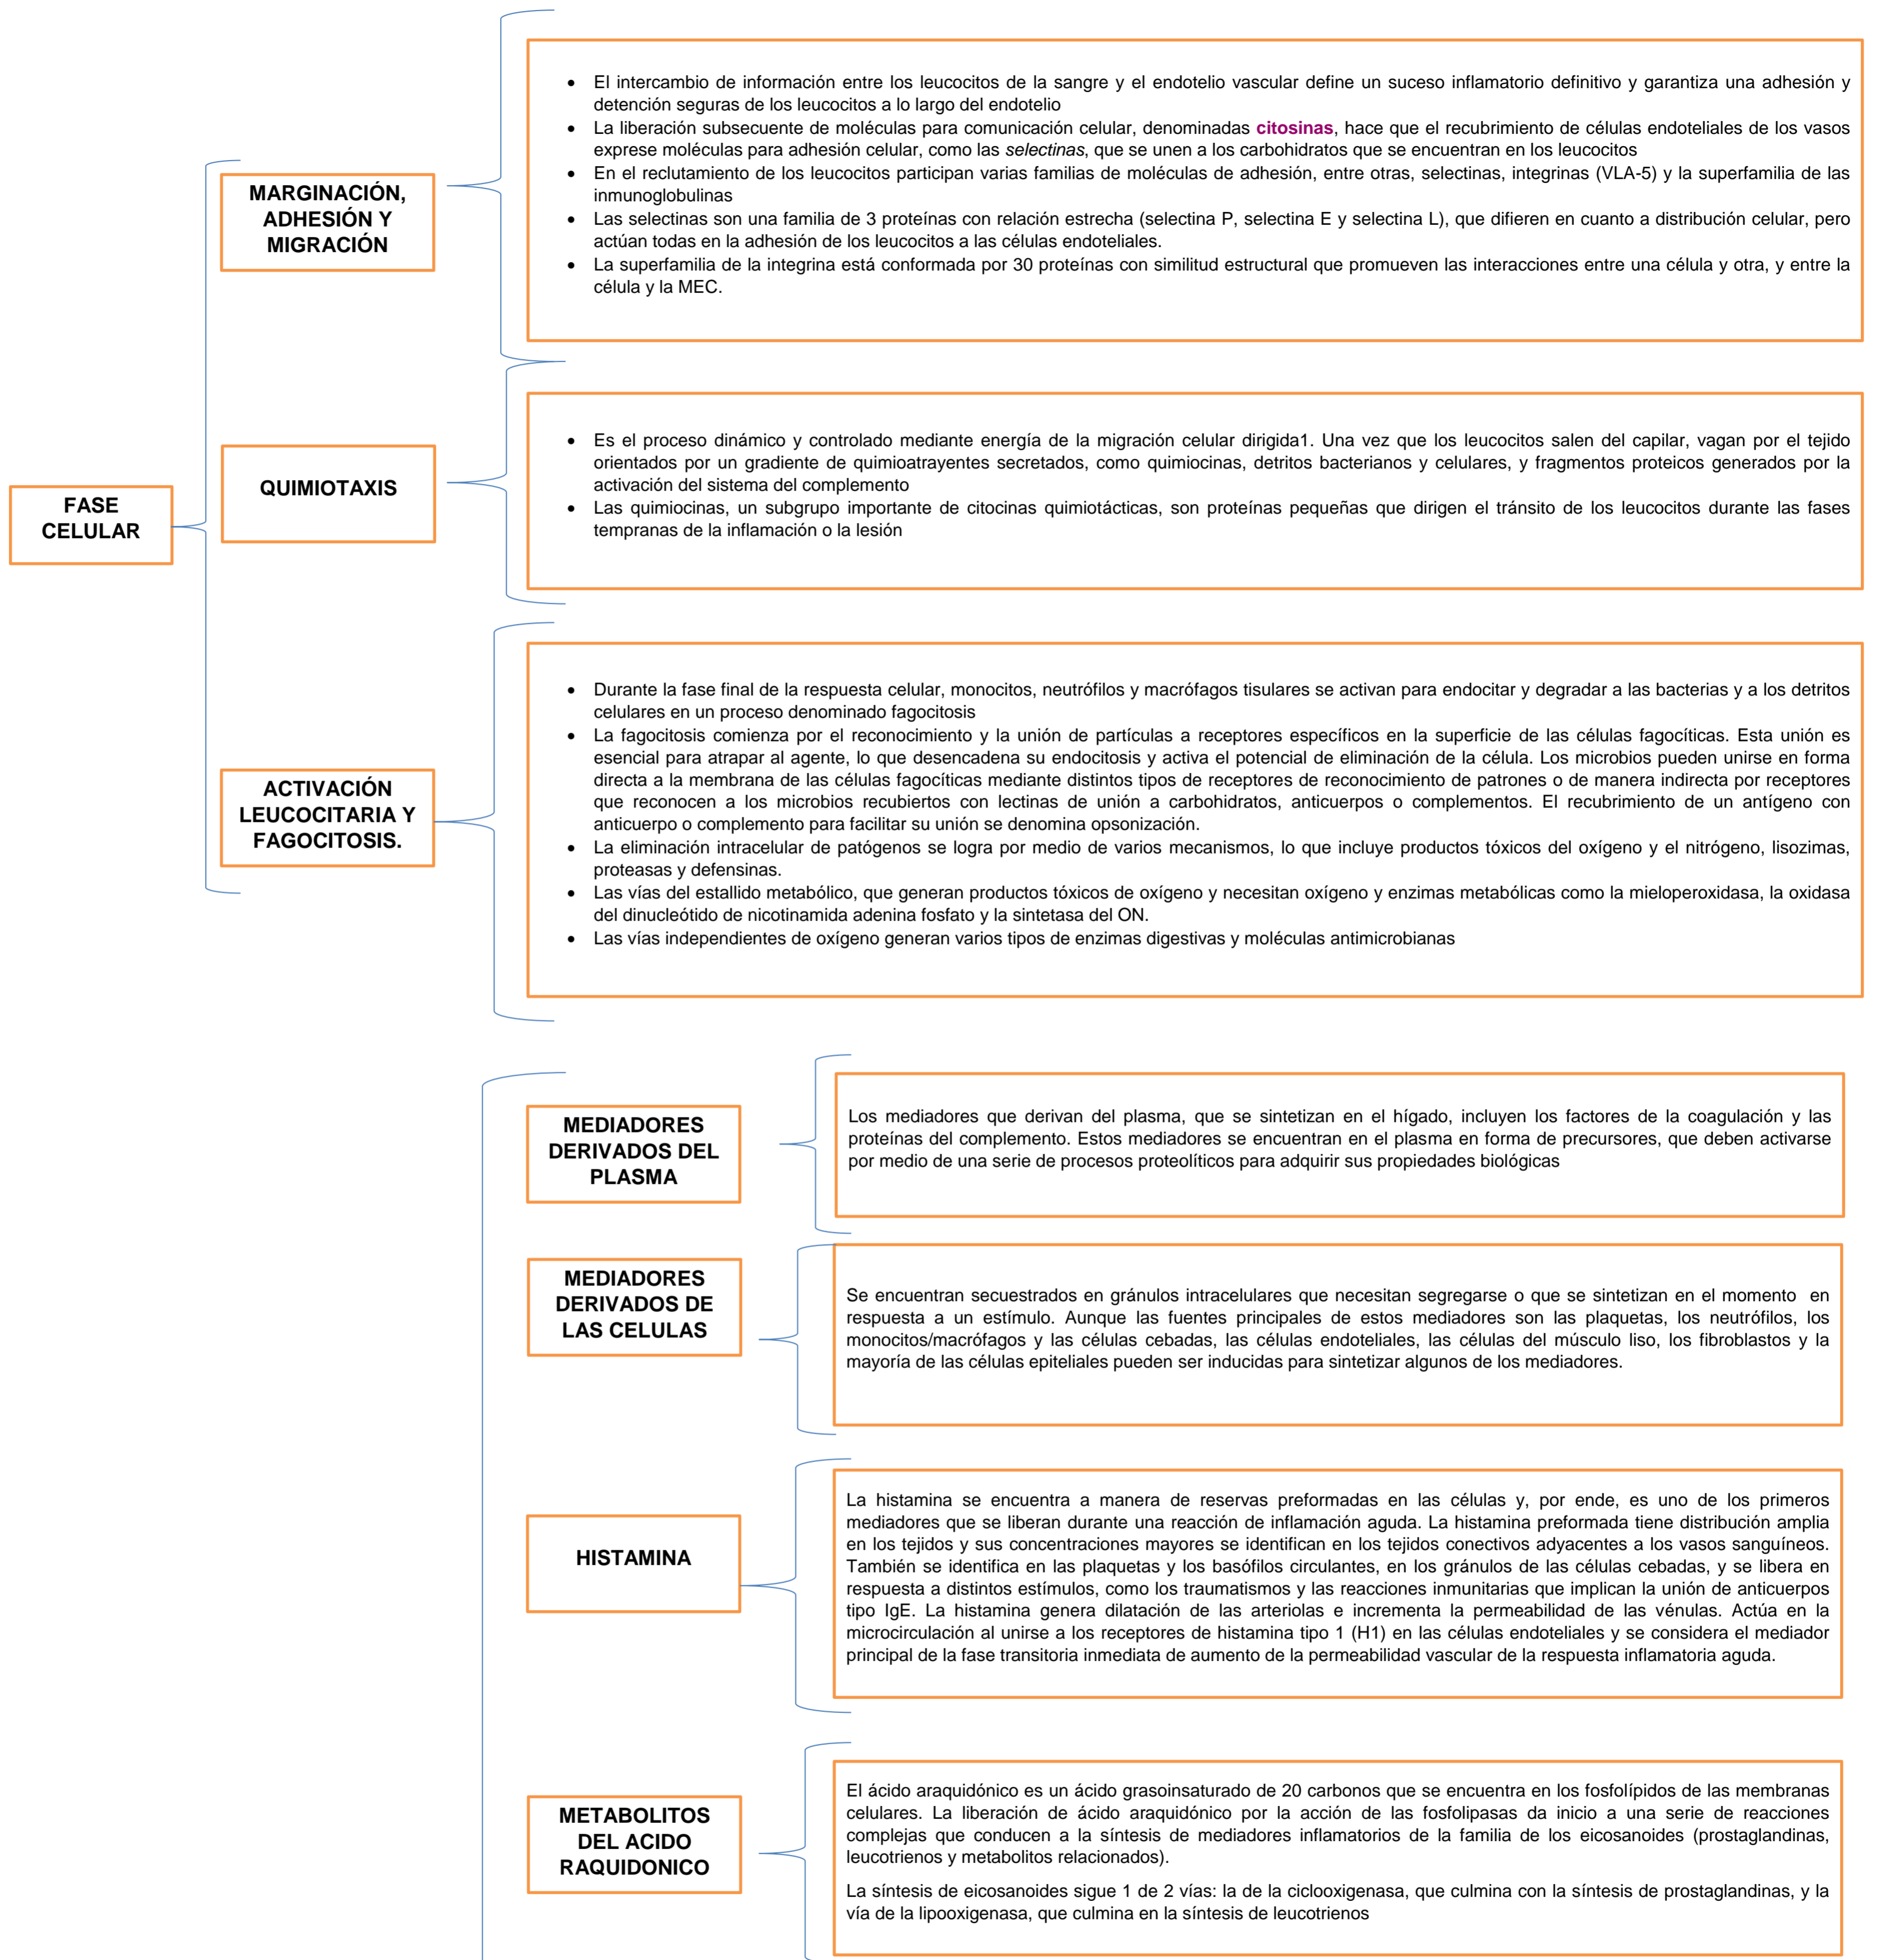 FASE
CELULAR
MARGINACIÓN,
ADHESIÓN Y
MIGRACIÓN
• El intercambio de información entre los leucocitos de la sangre y el endotelio vascular define un suceso inflamatorio definitivo y garantiza una adhesión y
detención seguras de los leucocitos a lo largo del endotelio
• La liberación subsecuente de moléculas para comunicación celular, denominadas citosinas, hace que el recubrimiento de células endoteliales de los vasos
exprese moléculas para adhesión celular, como las selectinas, que se unen a los carbohidratos que se encuentran en los leucocitos
• En el reclutamiento de los leucocitos participan varias familias de moléculas de adhesión, entre otras, selectinas, integrinas (VLA-5) y la superfamilia de las
inmunoglobulinas
• Las selectinas son una familia de 3 proteínas con relación estrecha (selectina P, selectina E y selectina L), que difieren en cuanto a distribución celular, pero
actúan todas en la adhesión de los leucocitos a las células endoteliales.
• La superfamilia de la integrina está conformada por 30 proteínas con similitud estructural que promueven las interacciones entre una célula y otra, y entre la
célula y la MEC.
QUIMIOTAXIS
• Es el proceso dinámico y controlado mediante energía de la migración celular dirigida1. Una vez que los leucocitos salen del capilar, vagan por el tejido
orientados por un gradiente de quimioatrayentes secretados, como quimiocinas, detritos bacterianos y celulares, y fragmentos proteicos generados por la
activación del sistema del complemento
• Las quimiocinas, un subgrupo importante de citocinas quimiotácticas, son proteínas pequeñas que dirigen el tránsito de los leucocitos durante las fases
tempranas de la inflamación o la lesión
ACTIVACIÓN
LEUCOCITARIA Y
FAGOCITOSIS.
• Durante la fase final de la respuesta celular, monocitos, neutrófilos y macrófagos tisulares se activan para endocitar y degradar a las bacterias y a los detritos
celulares en un proceso denominado fagocitosis
• La fagocitosis comienza por el reconocimiento y la unión de partículas a receptores específicos en la superficie de las células fagocíticas. Esta unión es
esencial para atrapar al agente, lo que desencadena su endocitosis y activa el potencial de eliminación de la célula. Los microbios pueden unirse en forma
directa a la membrana de las células fagocíticas mediante distintos tipos de receptores de reconocimiento de patrones o de manera indirecta por receptores
que reconocen a los microbios recubiertos con lectinas de unión a carbohidratos, anticuerpos o complementos. El recubrimiento de un antígeno con
anticuerpo o complemento para facilitar su unión se denomina opsonización.
• La eliminación intracelular de patógenos se logra por medio de varios mecanismos, lo que incluye productos tóxicos del oxígeno y el nitrógeno, lisozimas,
proteasas y defensinas.
• Las vías del estallido metabólico, que generan productos tóxicos de oxígeno y necesitan oxígeno y enzimas metabólicas como la mieloperoxidasa, la oxidasa
del dinucleótido de nicotinamida adenina fosfato y la sintetasa del ON.
• Las vías independientes de oxígeno generan varios tipos de enzimas digestivas y moléculas antimicrobianas
MEDIADORES
DERIVADOS DEL
PLASMA
Los mediadores que derivan del plasma, que se sintetizan en el hígado, incluyen los factores de la coagulación y las
proteínas del complemento. Estos mediadores se encuentran en el plasma en forma de precursores, que deben activarse
por medio de una serie de procesos proteolíticos para adquirir sus propiedades biológicas
MEDIADORES
DERIVADOS DE
LAS CELULAS
Se encuentran secuestrados en gránulos intracelulares que necesitan segregarse o que se sintetizan en el momento en
respuesta a un estímulo. Aunque las fuentes principales de estos mediadores son las plaquetas, los neutrófilos, los
monocitos/macrófagos y las células cebadas, las células endoteliales, las células del músculo liso, los fibroblastos y la
mayoría de las células epiteliales pueden ser inducidas para sintetizar algunos de los mediadores.
HISTAMINA
La histamina se encuentra a manera de reservas preformadas en las células y, por ende, es uno de los primeros
mediadores que se liberan durante una reacción de inflamación aguda. La histamina preformada tiene distribución amplia
en los tejidos y sus concentraciones mayores se identifican en los tejidos conectivos adyacentes a los vasos sanguíneos.
También se identifica en las plaquetas y los basófilos circulantes, en los gránulos de las células cebadas, y se libera en
respuesta a distintos estímulos, como los traumatismos y las reacciones inmunitarias que implican la unión de anticuerpos
tipo IgE. La histamina genera dilatación de las arteriolas e incrementa la permeabilidad de las vénulas. Actúa en la
microcirculación al unirse a los receptores de histamina tipo 1 (H1) en las células endoteliales y se considera el mediador
principal de la fase transitoria inmediata de aumento de la permeabilidad vascular de la respuesta inflamatoria aguda.
METABOLITOS
DEL ACIDO
RAQUIDONICO
El ácido araquidónico es un ácido grasoinsaturado de 20 carbonos que se encuentra en los fosfolípidos de las membranas
celulares. La liberación de ácido araquidónico por la acción de las fosfolipasas da inicio a una serie de reacciones
complejas que conducen a la síntesis de mediadores inflamatorios de la familia de los eicosanoides (prostaglandinas,
leucotrienos y metabolitos relacionados).
La síntesis de eicosanoides sigue 1 de 2 vías: la de la ciclooxigenasa, que culmina con la síntesis de prostaglandinas, y la
vía de la lipooxigenasa, que culmina en la síntesis de leucotrienos